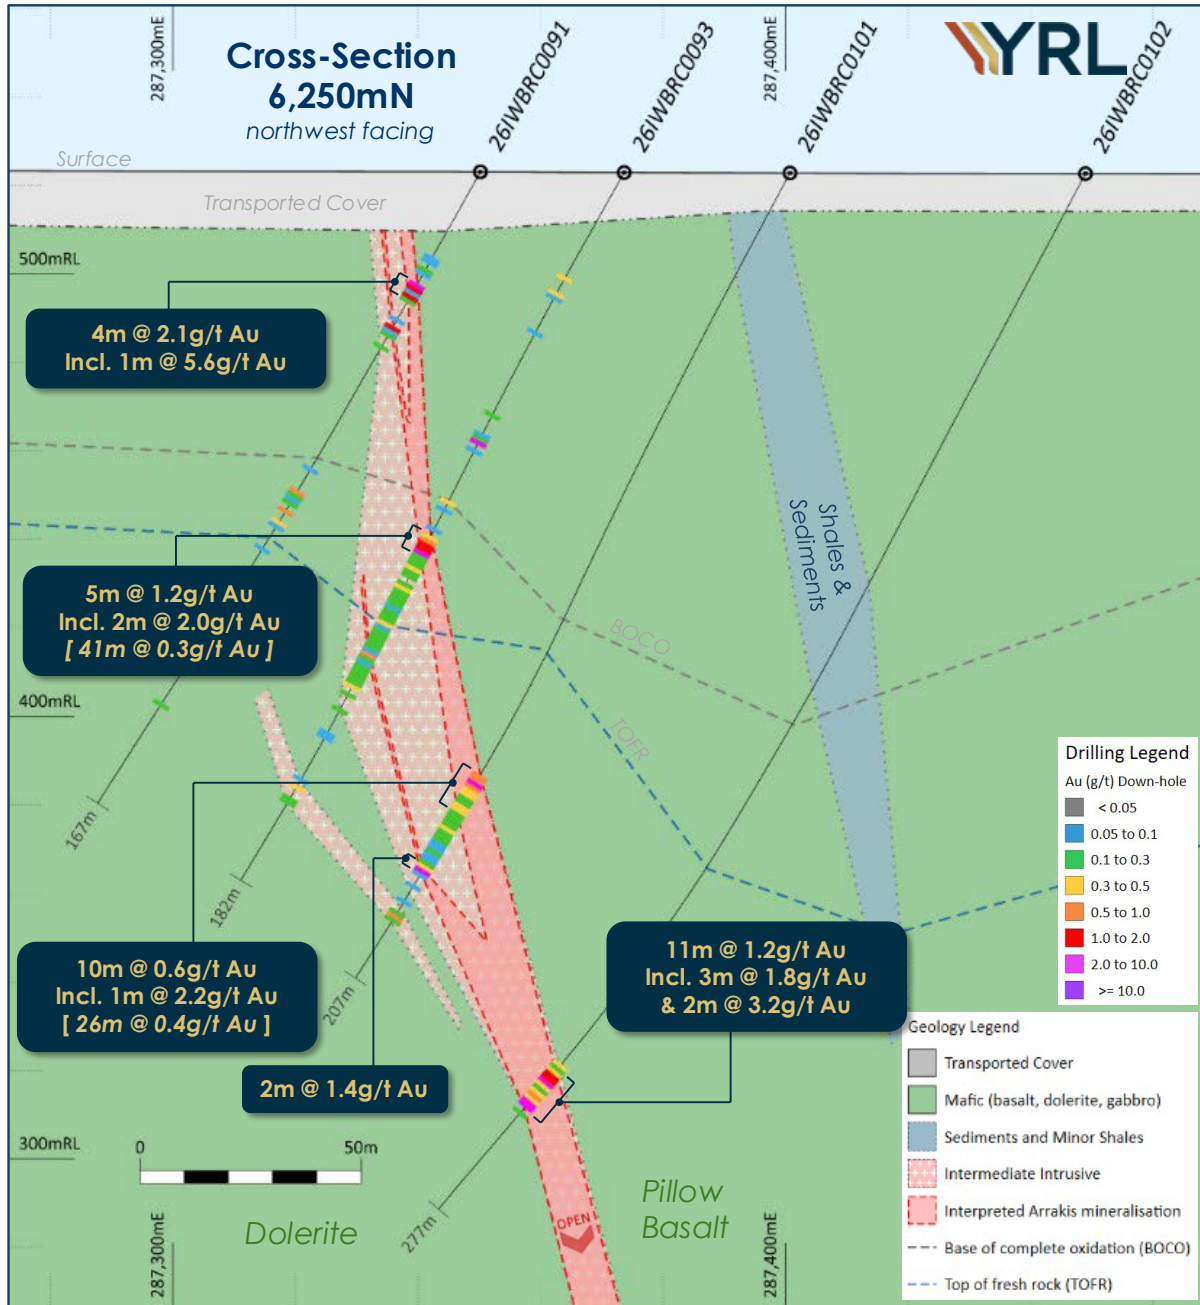 287,300mE
Cross-Section
6,250mN
northwest facing
26IWBRC0091
26IWBRC0093
287,400mE
26IWBRC0101
YRL
26IWBRC0102
Surface
Transported Cover
500mRL
4m @ 2.1g/t Au
Incl. 1m @ 5.6g/t Au
Shales &
Sediments
5m @ 1.2g/t Au
Incl. 2m @ 2.0g/t Au
[ 41m @ 0.3g/t Au ]
BOCO
TOFR
400mRL
167m
182m
207m
277m
10m @ 0.6g/t Au
Incl. 1m @ 2.2g/t Au
[ 26m @ 0.4g/t Au ]
2m @ 1.4g/t Au
11m @ 1.2g/t Au
Incl. 3m @ 1.8g/t Au
& 2m @ 3.2g/t Au
Drilling Legend
Au (g/t) Down-hole
< 0.05
0.05 to 0.1
0.1 to 0.3
0.3 to 0.5
0.5 to 1.0
1.0 to 2.0
2.0 to 10.0
>= 10.0
Geology Legend
Transported Cover
Mafic (basalt, dolerite, gabbro)
Sediments and Minor Shales
Intermediate Intrusive
Interpreted Arrakis mineralisation
Base of complete oxidation (BOCO)
Top of fresh rock (TOFR)
300mRL
0 50m
Dolerite
Pillow
Basalt
OPEN
287,300mE
287,400mE